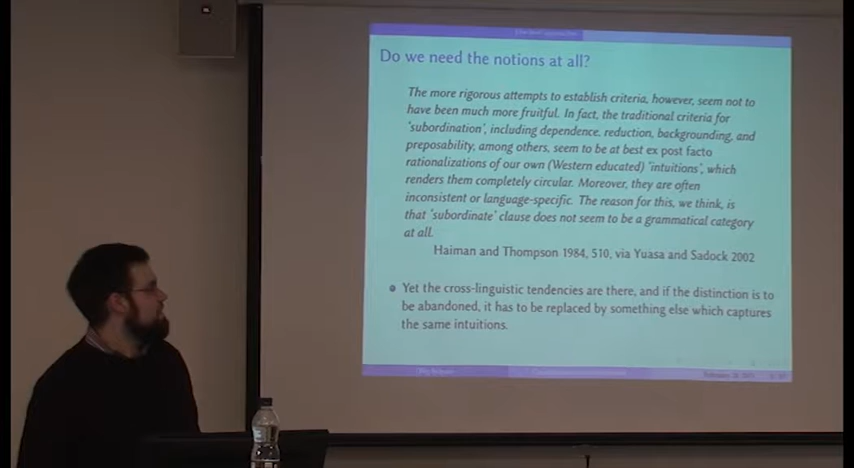 Do we need the notions at all?
The more rigorous attempts to establish criteria, however, seem not to
have been much more fruitful. In fact, the traditional criteria for
'subordination', including dependence, reduction, backgrounding, and
preposability, among others, seem to be at best ex post facto
rationalizations of our own (Western educated) 'intuitions', which
renders them completely circular. Moreover, they are often
inconsistent or language-specific. The reason for this, we think, is
that 'subordinate' clause does not seem to be a grammatical category
at all.
Haiman and Thompson 1984, 510, via Yuasa and Sadock 2002
Yet the cross-linguistic tendencies are there, and if the distinction is to
be abandoned, it has to be replaced by something else which captures
the same intuitions.